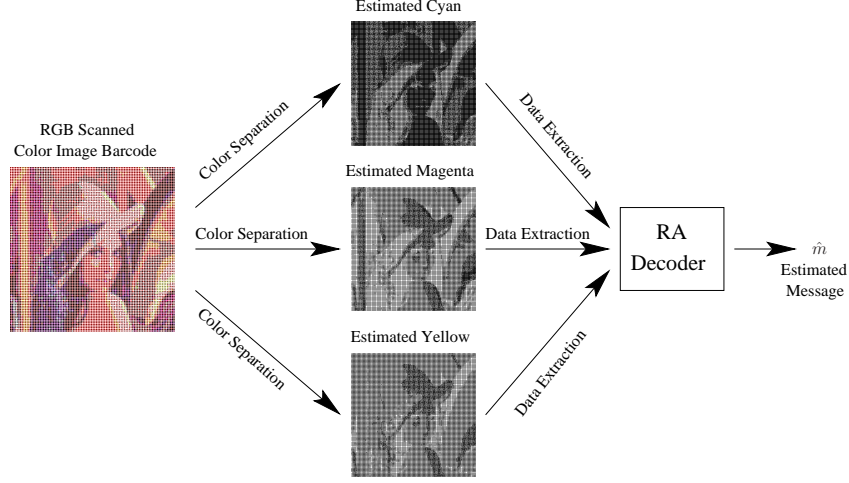 Estimated Cyan
RGB Scanned
Color Image Barcode
Color Separation
Data Extraction
Estimated Magenta
Color Separation
Data Extraction
RA
Decoder
m̂
Estimated
Message
Color Separation
Estimated Yellow
Data Extraction